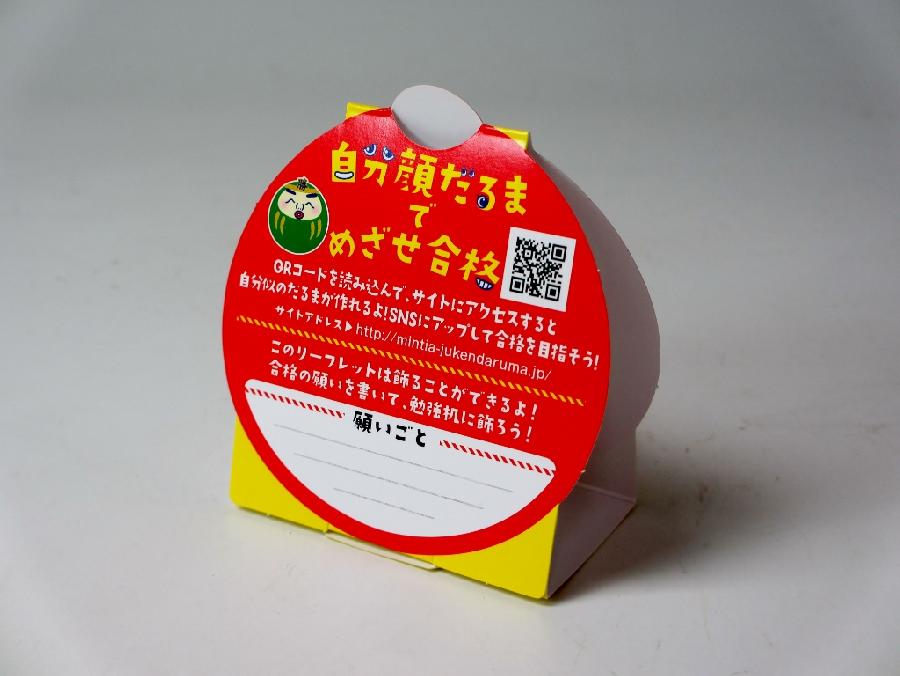 自分顔だるま
で
めざせ合格
QRコードを読み込んで、サイトにアクセスすると
自分似のだるまが作れるよ!SNSにアップして合格を目指そう!
サイトアドレス▶http://mintia-jukendaruma.jp/
このリーフレットは飾ることができるよ!
合格の願いを書いて、勉強机に飾ろう!
願いごと